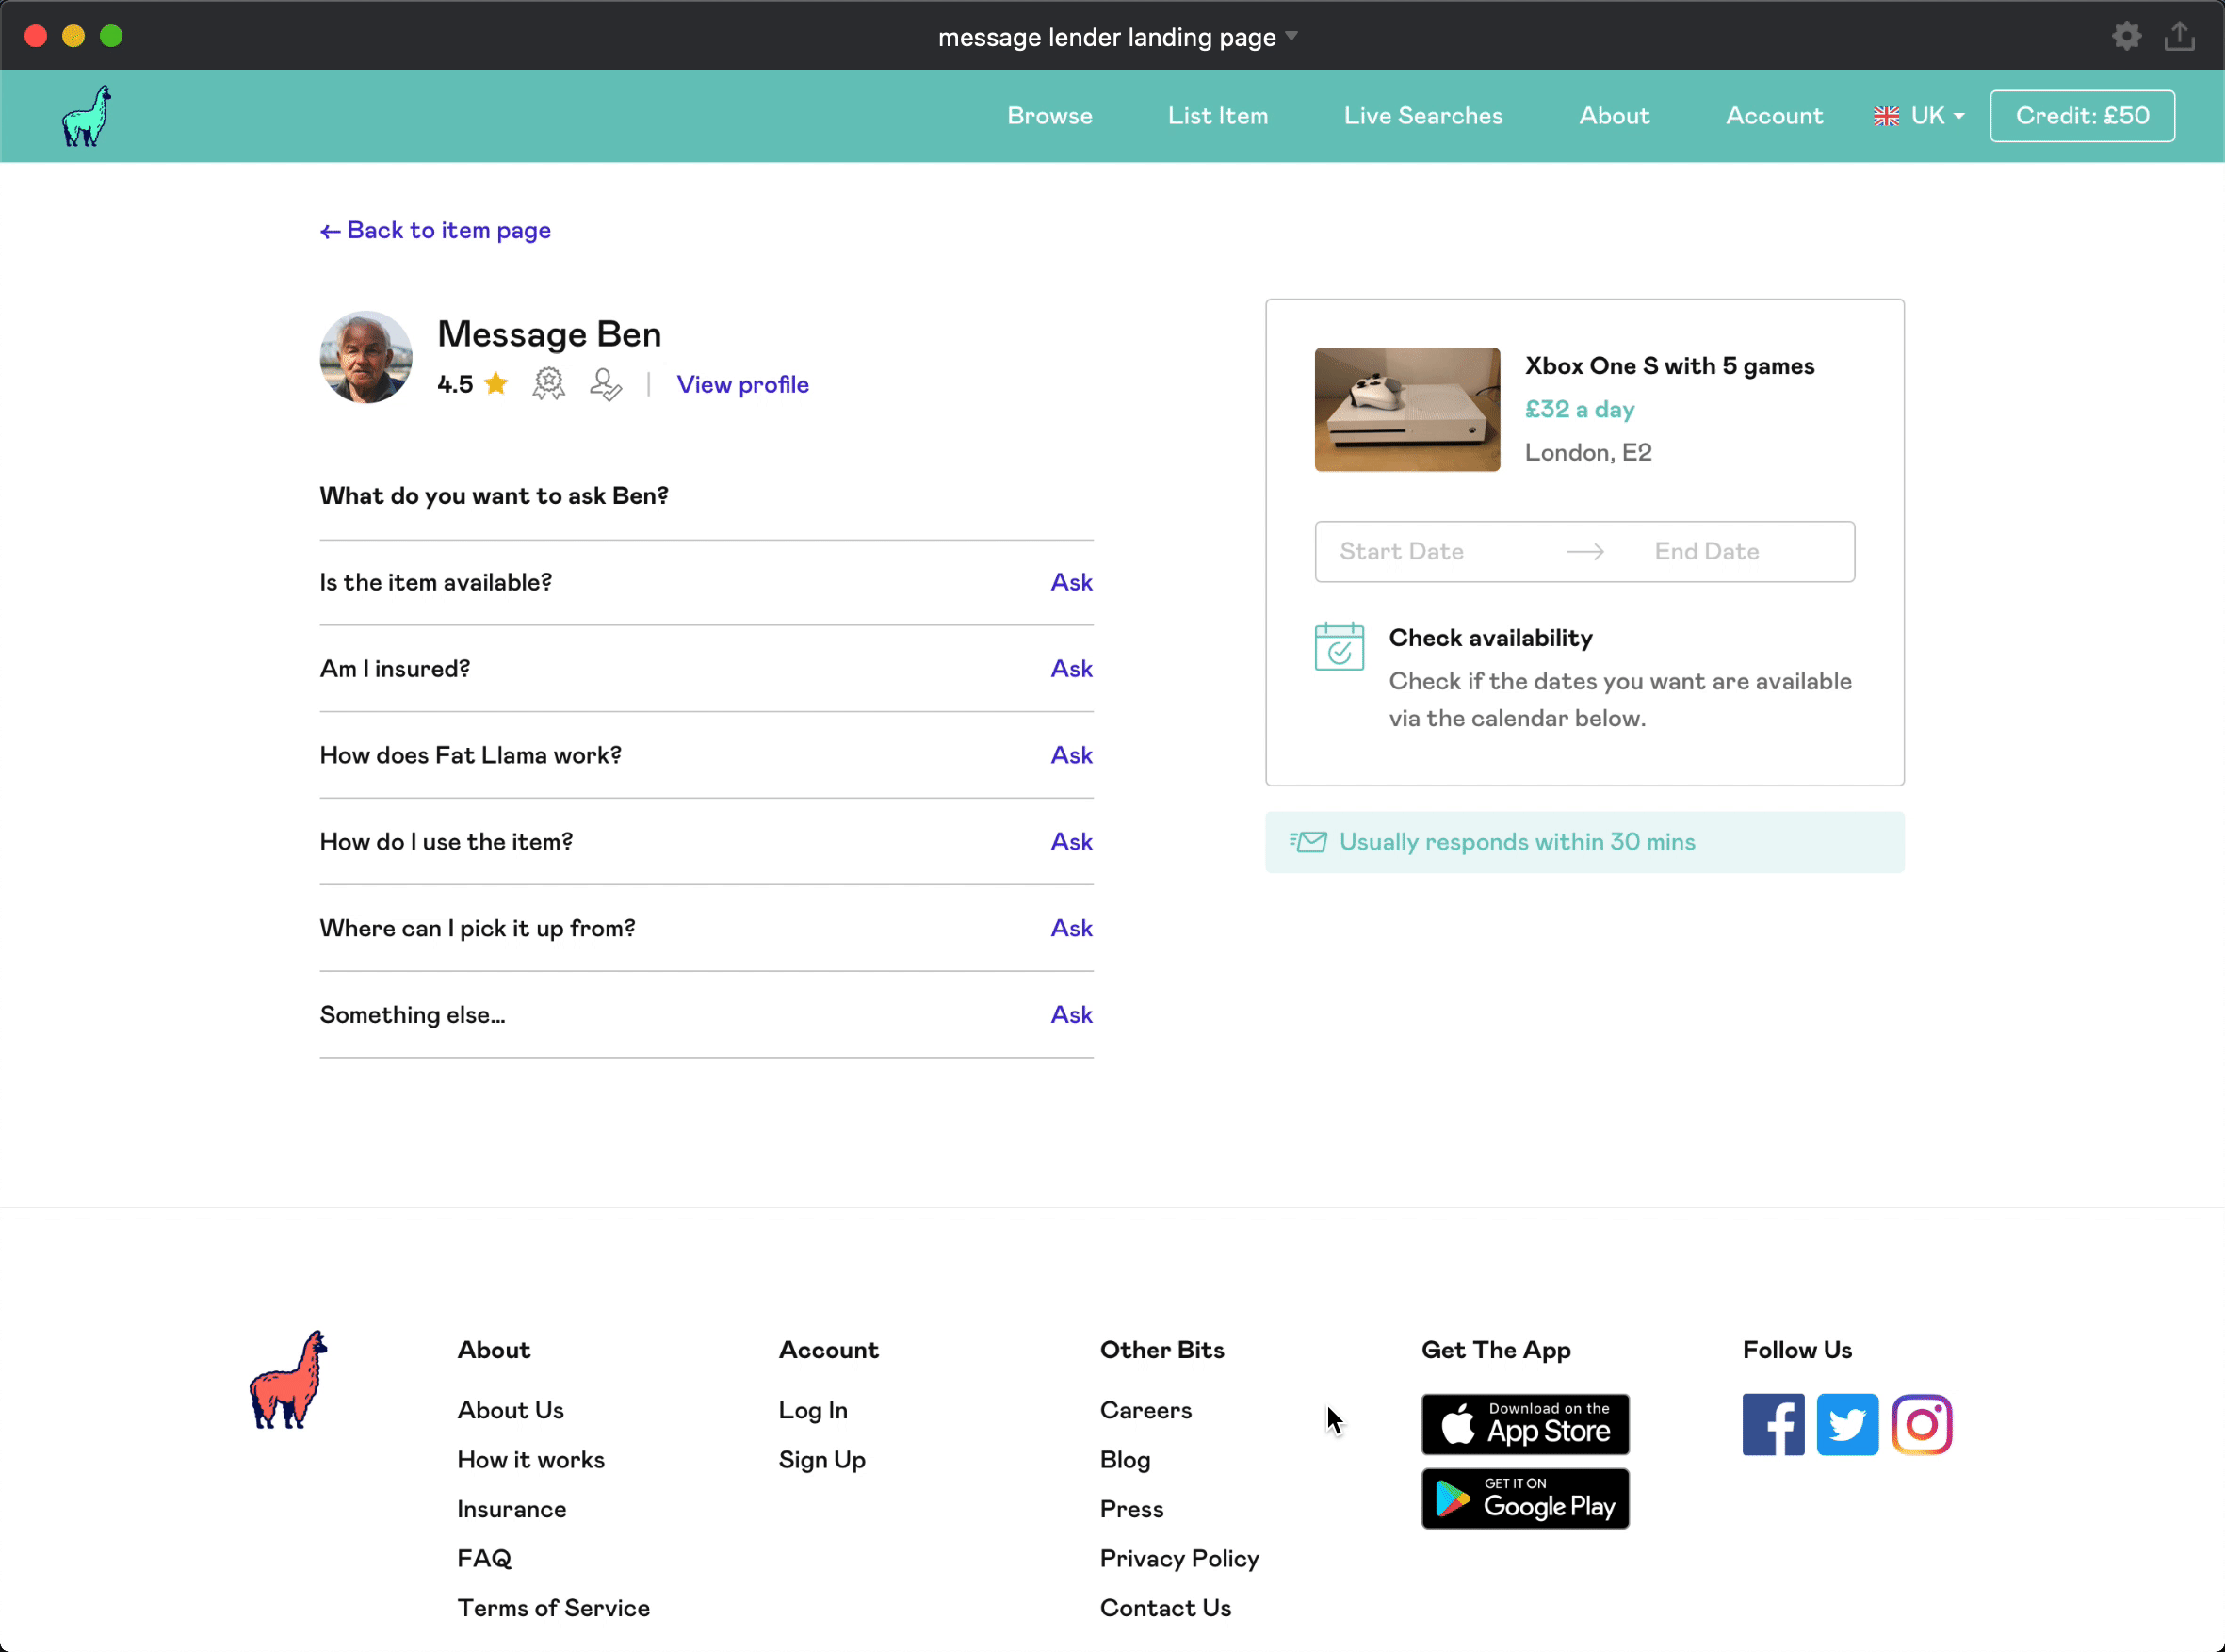 message lender landing page
Browse
List Item
Live Searches
About
Account
UK
Credit: £50
← Back to item page
Message Ben
4.5
View profile
What do you want to ask Ben?
Is the item available? Ask
Am I insured? Ask
How does Fat Llama work? Ask
How do I use the item? Ask
Where can I pick it up from? Ask
Something else... Ask
Xbox One S with 5 games
£32 a day
London, E2
Start Date → End Date
Check availability
Check if the dates you want are available
via the calendar below.
Usually responds within 30 mins
About
About Us
How it works
Insurance
FAQ
Terms of Service
Account
Log In
Sign Up
Other Bits
Careers
Blog
Press
Privacy Policy
Contact Us
Get The App
Download on the
App Store
GET IT ON
Google Play
Follow Us